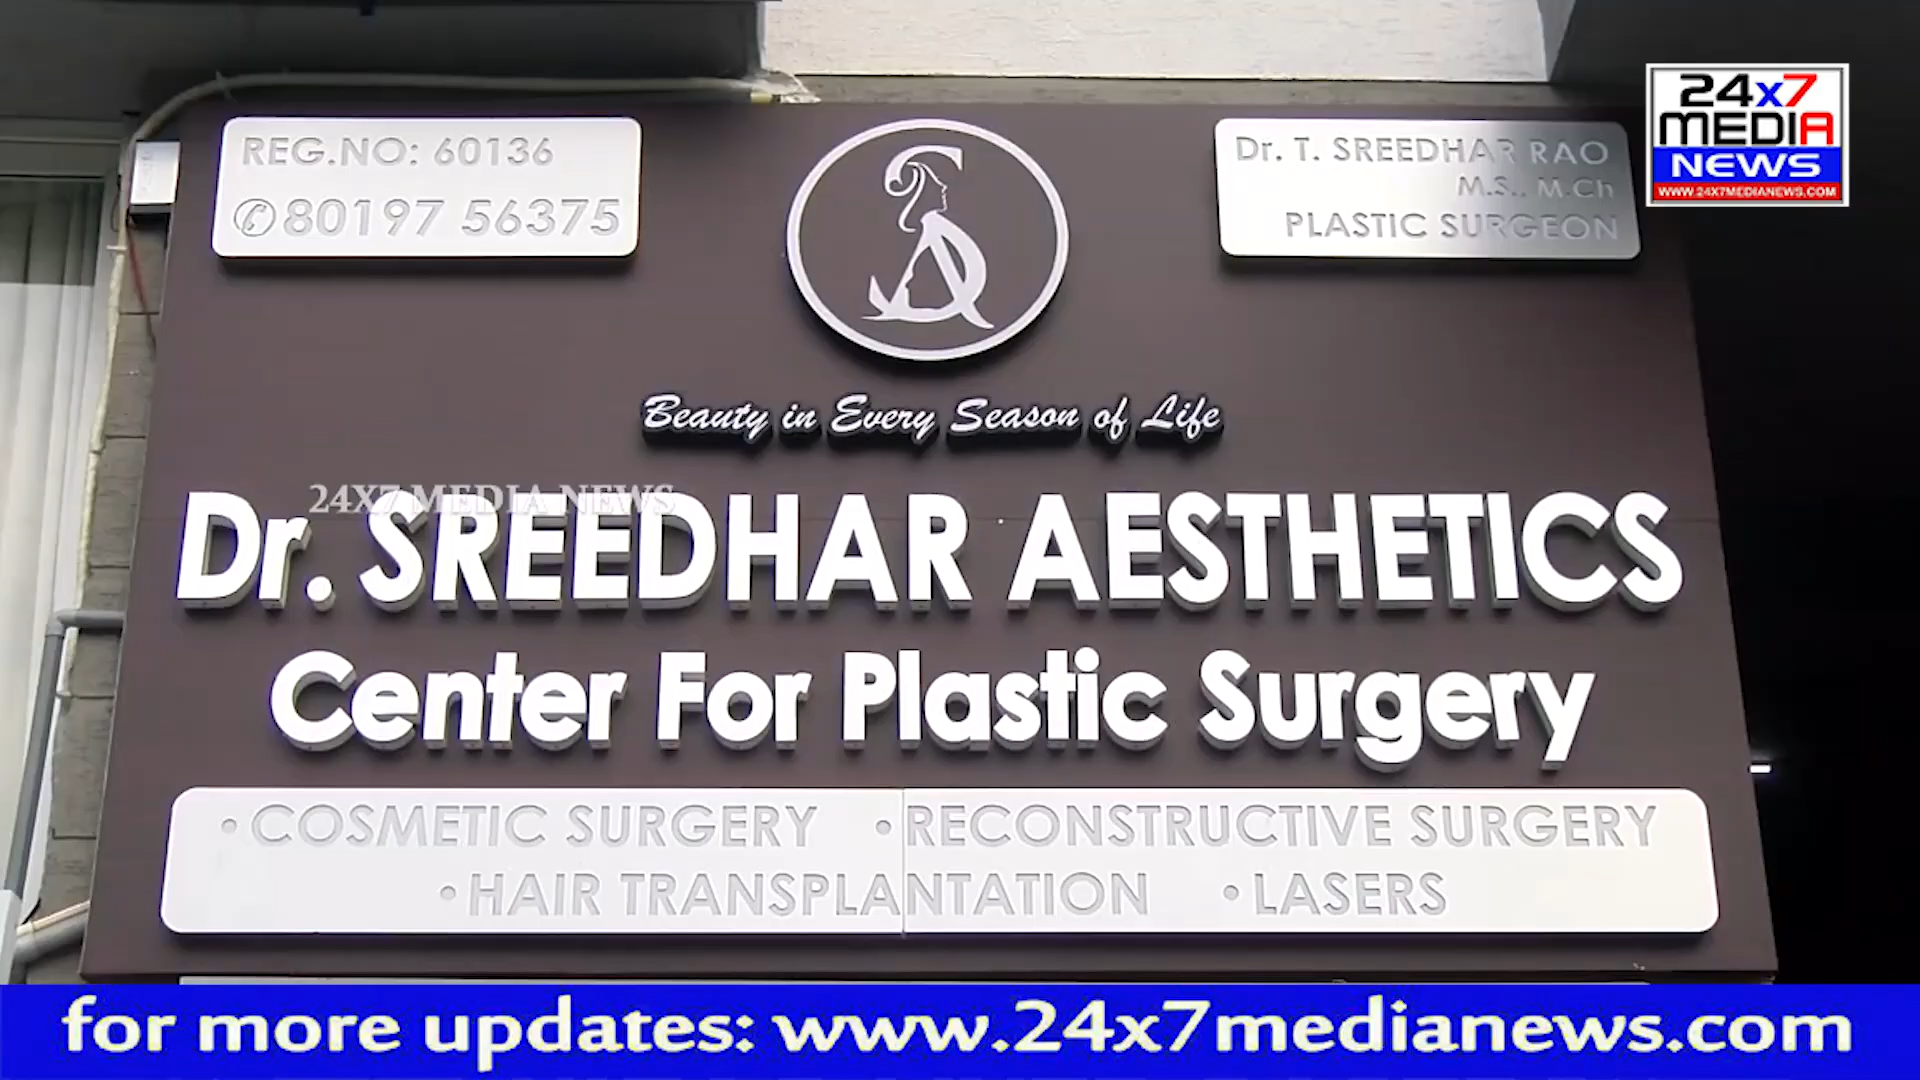 REG.NO: 60136
80197 56375
Dr. T. SREEDHAR RAO
M.S., M.Ch
PLASTIC SURGEON
24x7
MEDIA
NEWS
WWW.24X7MEDIANEWS.COM
Beauty in Every Season of Life
24X7 MEDIA NEWS
Dr. SREEDHAR AESTHETICS
Center For Plastic Surgery
• COSMETIC SURGERY • RECONSTRUCTIVE SURGERY
• HAIR TRANSPLANTATION • LASERS
for more updates: www.24x7medianews.com